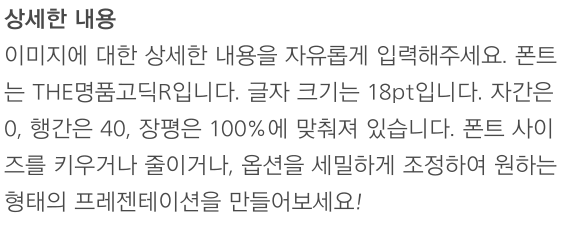 상세한 내용
이미지에 대한 상세한 내용을 자유롭게 입력해주세요. 폰트
는 THE명품고딕R입니다. 글자 크기는 18pt입니다. 자간은
0, 행간은 40, 장평은 100%에 맞춰져 있습니다. 폰트 사이
즈를 키우거나 줄이거나, 옵션을 세밀하게 조정하여 원하는
형태의 프레젠테이션을 만들어보세요!